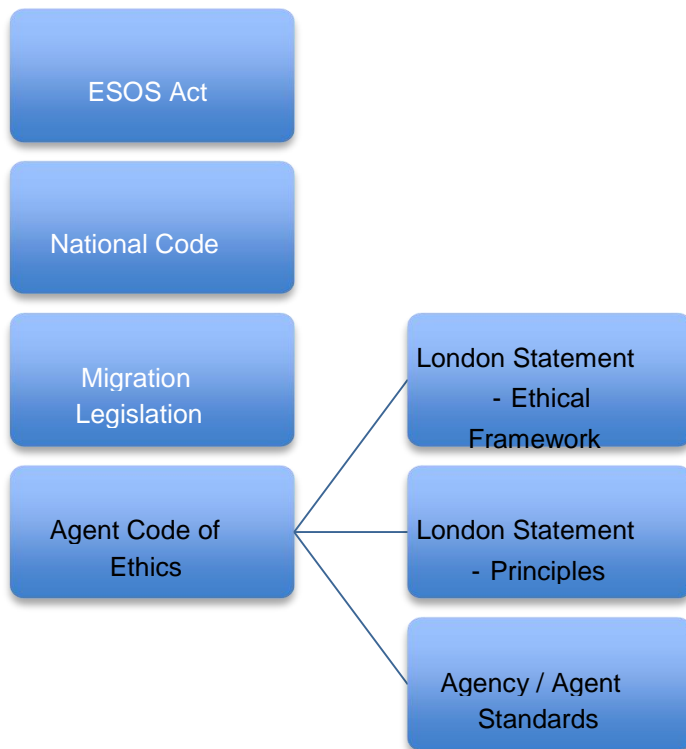 ESOS Act
National Code
Migration
Legislation
Agent Code of
Ethics
London Statement
- Ethical
Framework
London Statement
- Principles
Agency / Agent
Standards